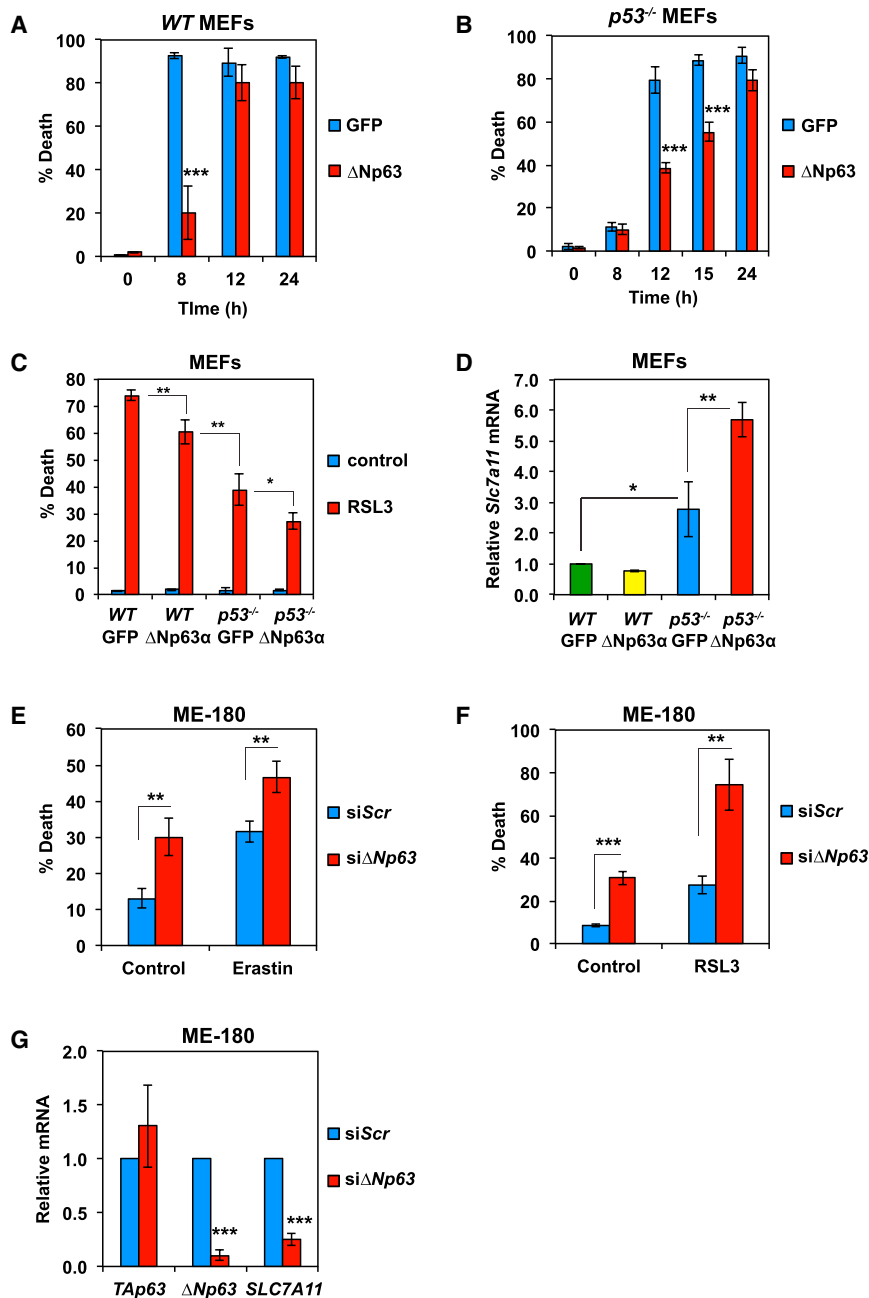 A
WT MEFs
100
80
60
40
20
0
% Death
***
0 8 12 24
TIme (h)
GFP
ΔNp63
B
p53-/- MEFs
100
80
60
40
20
0
% Death
***
***
0 8 12 15 24
Time (h)
GFP
ΔNp63
C
MEFs
80
70
60
50
40
30
20
10
0
% Death
**
**
*
WT WT p53-/- p53-/-
GFP ΔNp63α GFP ΔNp63α
control
RSL3
D
MEFs
7.0
6.0
5.0
4.0
3.0
2.0
1.0
0.0
Relative Slc7a11 mRNA
*
**
WT WT p53-/- p53-/-
GFP ΔNp63α GFP ΔNp63α
E
ME-180
60
50
40
30
20
10
0
% Death
**
**
Control Erastin
siScr
siΔNp63
F
ME-180
100
80
60
40
20
0
% Death
***
**
Control RSL3
siScr
siΔNp63
G
ME-180
2.0
1.5
1.0
0.5
0.0
Relative mRNA
***
***
TAp63 ΔNp63 SLC7A11
siScr
siΔNp63